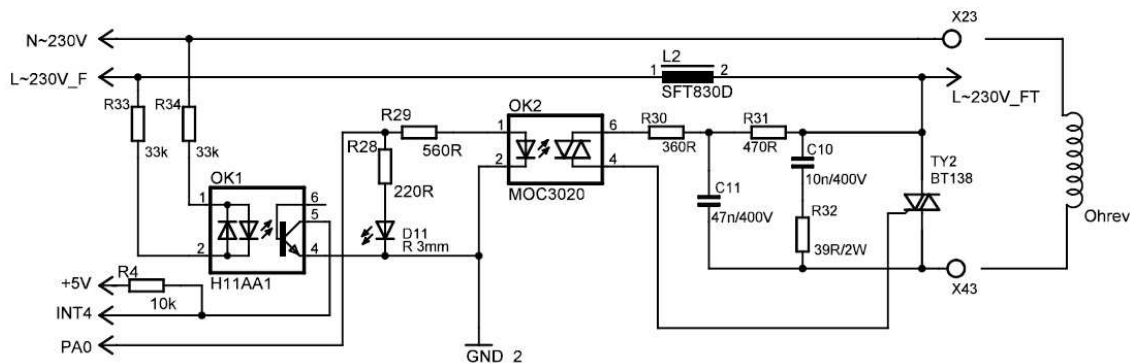 X23
N~230V
L2
L~230V_F
1
2
SFT830D
L~230V_FT
R33
R34
33k
33k
R29
560R
R28
220R
OK2
1
2
6
4
MOC3020
R30
360R
R31
470R
C10
10n/400V
C11
47n/400V
R32
39R/2W
TY2
BT138
Ohrev
OK1
1
2
6
5
4
H11AA1
D11
R 3mm
R4
+5V
10k
INT4
PA0
GND_2
X43